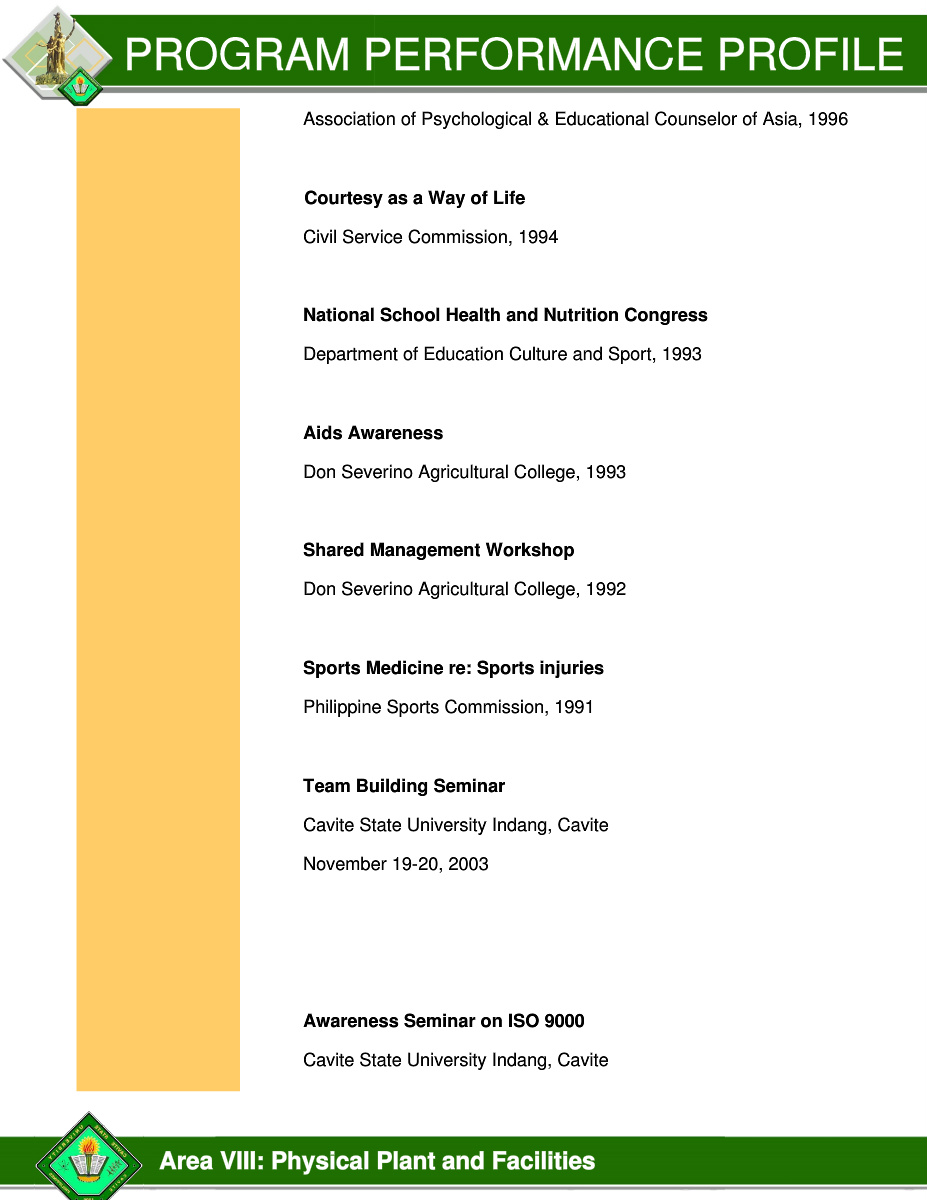 PROGRAM PERFORMANCE PROFILE
Association of Psychological & Educational Counselor of Asia, 1996
Courtesy as a Way of Life
Civil Service Commission, 1994
National School Health and Nutrition Congress
Department of Education Culture and Sport, 1993
Aids Awareness
Don Severino Agricultural College, 1993
Shared Management Workshop
Don Severino Agricultural College, 1992
Sports Medicine re: Sports injuries
Philippine Sports Commission, 1991
Team Building Seminar
Cavite State University Indang, Cavite
November 19-20, 2003
Awareness Seminar on ISO 9000
Cavite State University Indang, Cavite
Area VIII: Physical Plant and Facilities